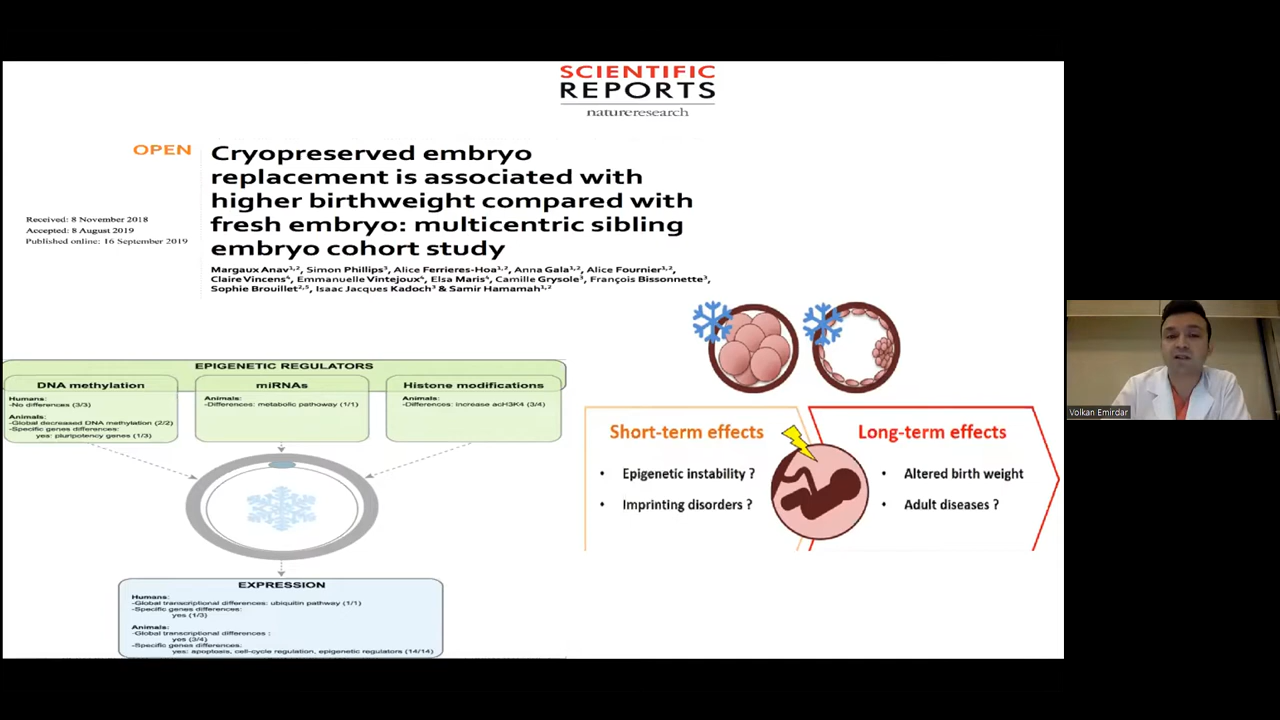 SCIENTIFIC
REPORTS
natureresearch
OPEN
Cryopreserved embryo
replacement is associated with
higher birthweight compared with
fresh embryo: multicentric sibling
embryo cohort study
Received: 8 November 2018
Accepted: 8 August 2019
Published online: 16 September 2019
Margaux Anav¹,², Simon Phillips³, Alice Ferrieres-Hoa¹,², Anna Gala¹,², Alice Fournier¹,²,
Claire Vincens⁴, Emmanuelle Vintejoux⁴, Elsa Maris⁴, Camille Grysole³, François Bissonnette³,
Sophie Brouillet²,⁵, Isaac Jacques Kadoch³ & Samir Hamamah¹,²
EPIGENETIC REGULATORS
DNA methylation
Humans:
-No differences (3/3)
Animals:
-Global decreased DNA methylation (2/2)
-Specific genes differences:
yes: pluripotency genes (1/3)
miRNAs
Animals:
-Differences: metabolic pathway (1/1)
Histone modifications
Animals:
-Differences: increase acH3K4 (3/4)
EXPRESSION
Humans:
-Global transcriptional differences: ubiquitin pathway (1/1)
-Specific genes differences:
yes (1/3)
Animals:
-Global transcriptional differences :
yes (3/4)
-Specific genes differences:
yes: apoptosis, cell-cycle regulation, epigenetic regulators (14/14)
Short-term effects
• Epigenetic instability ?
• Imprinting disorders ?
Long-term effects
• Altered birth weight
• Adult diseases ?
Volkan Emirdar